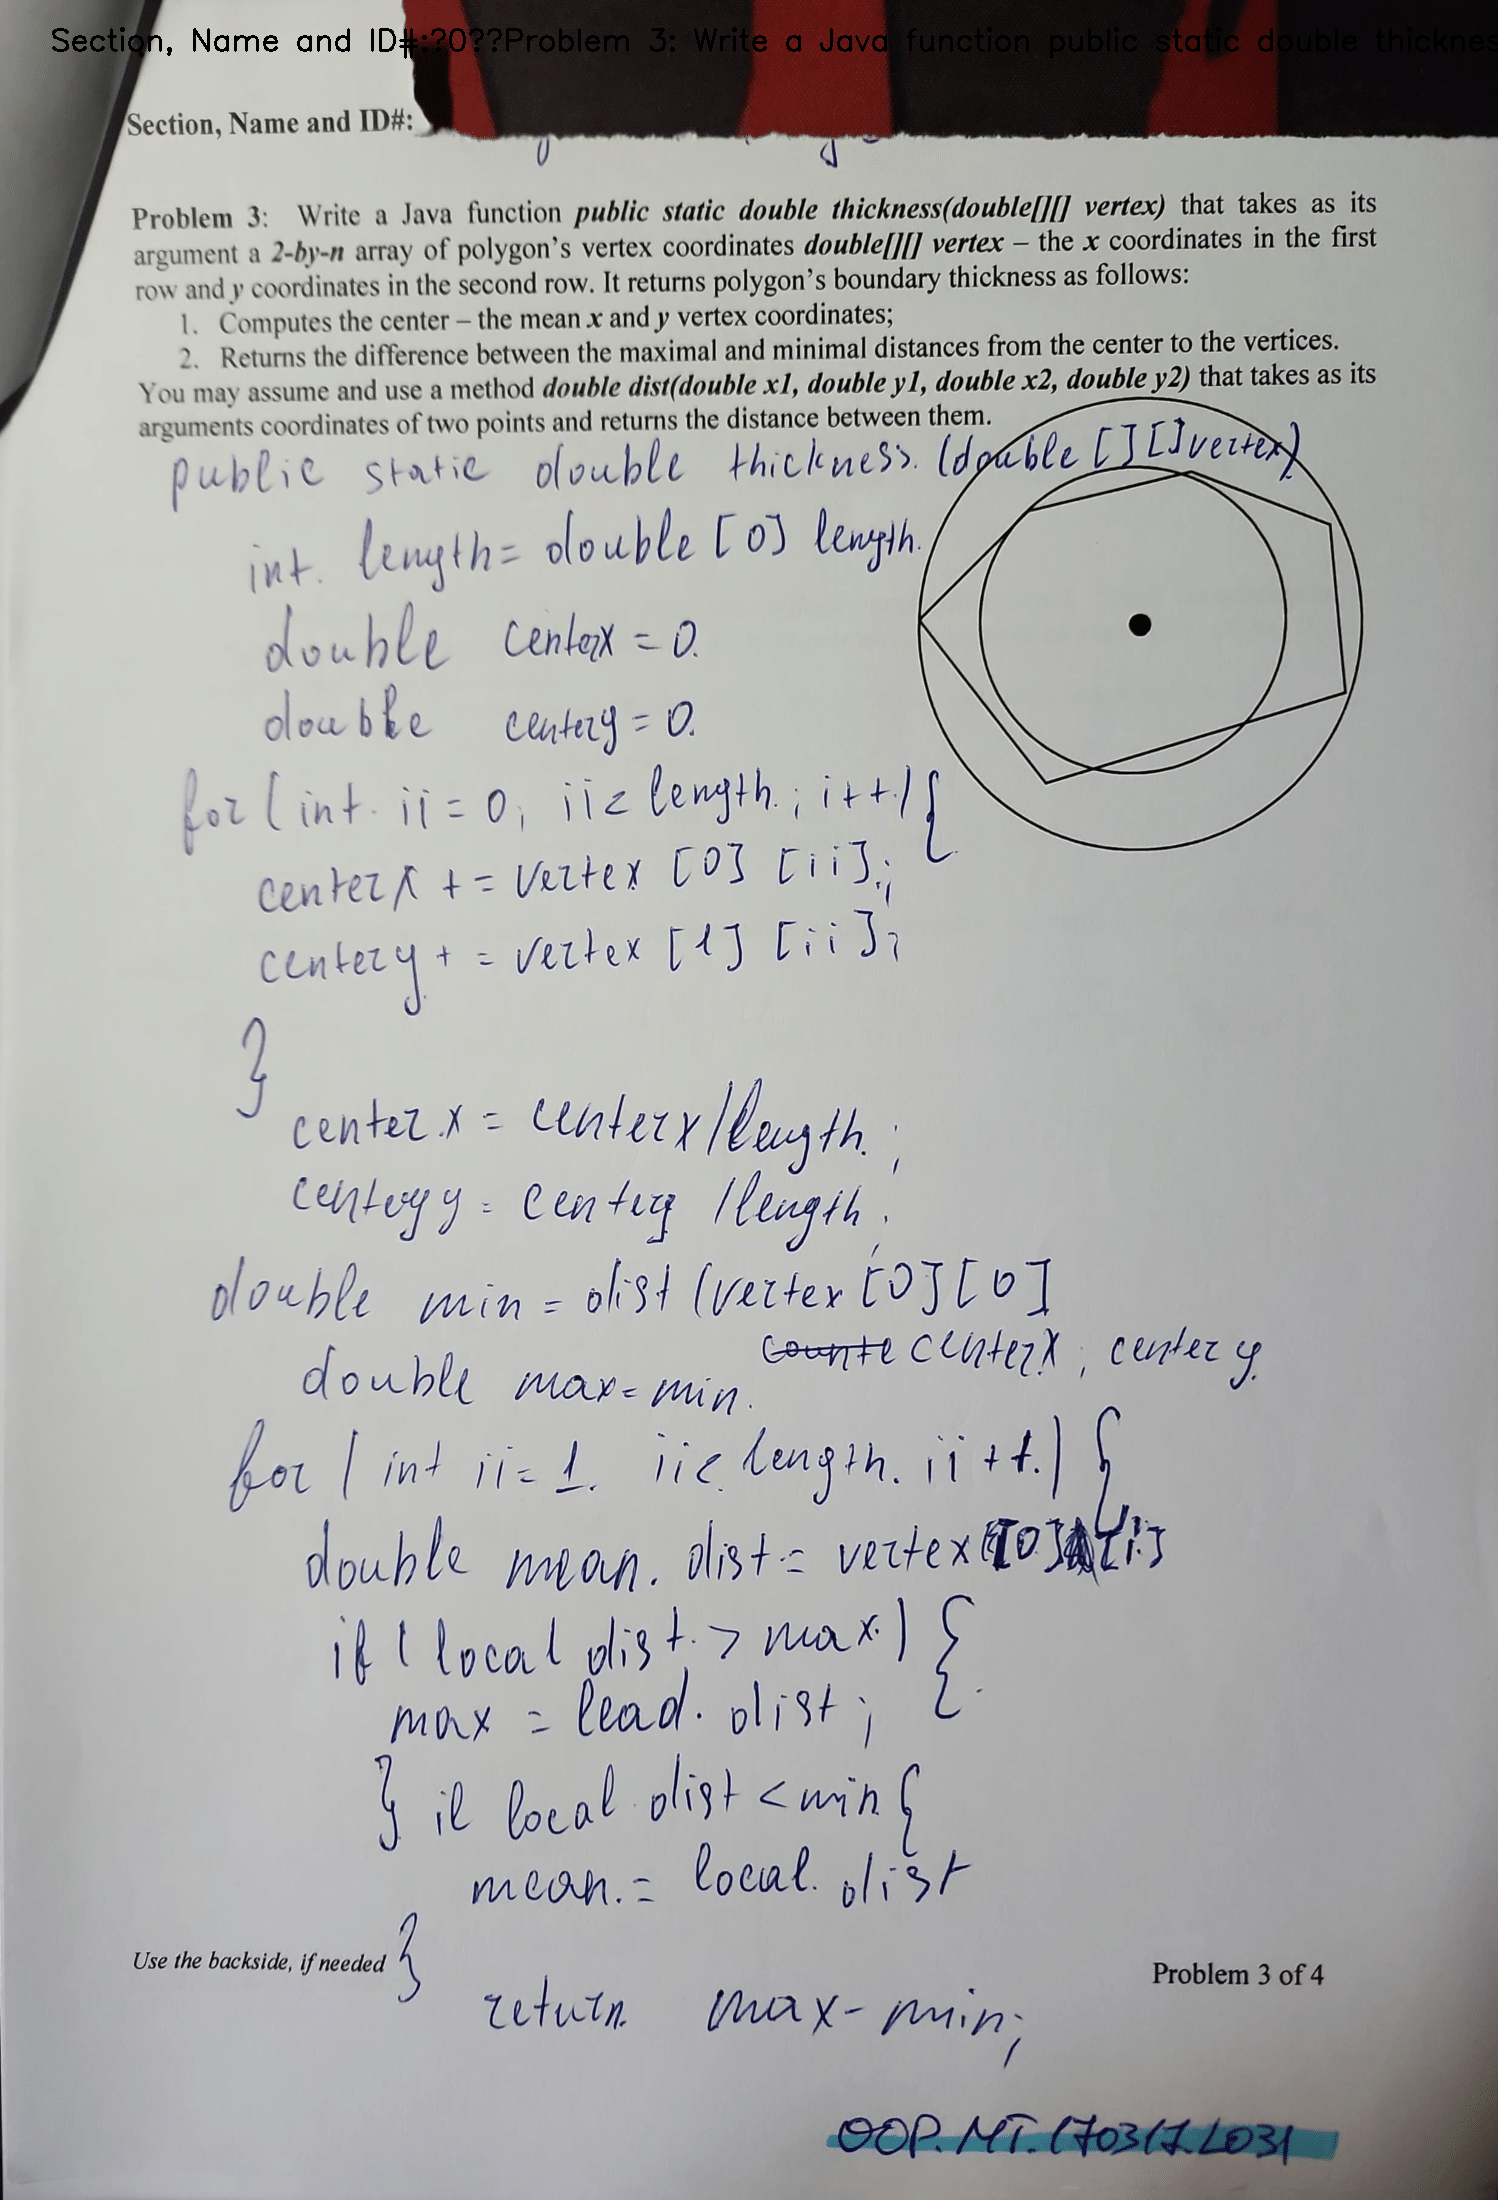 Section, Name and ID#:?0??Problem 3: Write a Java function public static double thicknes
Section, Name and ID#:
Problem 3: Write a Java function public static double thickness(double[][] vertex) that takes as its
argument a 2-by-n array of polygon's vertex coordinates double[][] vertex – the x coordinates in the first
row and y coordinates in the second row. It returns polygon's boundary thickness as follows:
1. Computes the center – the mean x and y vertex coordinates;
2. Returns the difference between the maximal and minimal distances from the center to the vertices.
You may assume and use a method double dist(double x1, double y1, double x2, double y2) that takes as its
arguments coordinates of two points and returns the distance between them.
public static double thickness. (double [][]vertex)
int. length = double [0] length.
double centerx = 0.
double centery = 0.
for (int. ii = 0; ii < length. ; i++) {
centerx += vertex [0] [ii];
centery += vertex [1] [ii];
}
center.x = centerx/length. ;
centery y = centery /length. ;
double min = dist (vertex [0][0]
counte centerx, center y.
double max = min.
for ( int ii = 1. ii < length. ii ++.) {
double mean. dist = vertex [0] [i]
if ( local dist. > max.) {
max = lead. dist ;
} if local dist < min {
mean. = local. dist
Use the backside, if needed }
Problem 3 of 4
return max - min;
OOP. MT. 170317. L031